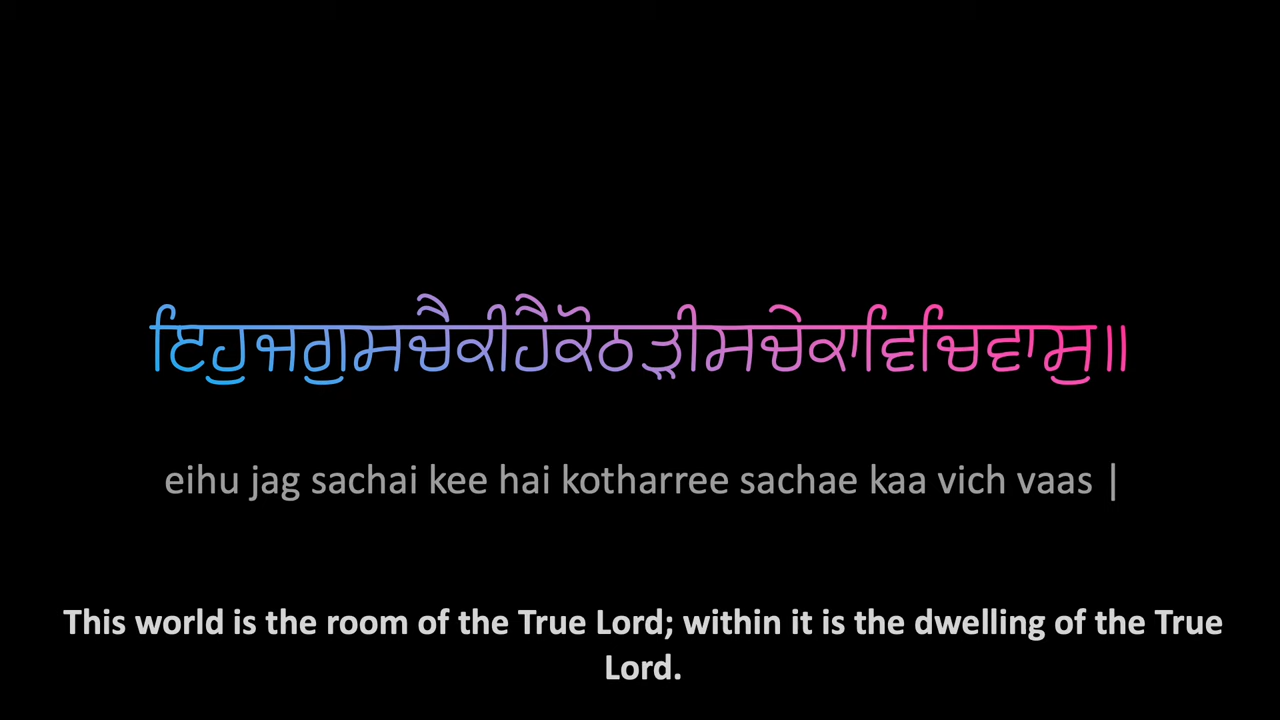 ਇਹੁਜਗੁਸਚੈਕੀਹੈਕੋਠੜੀਸਚੇਕਾਵਿਚਿਵਾਸੁ॥
eihu jag sachai kee hai kotharree sachae kaa vich vaas |
This world is the room of the True Lord; within it is the dwelling of the True
Lord.